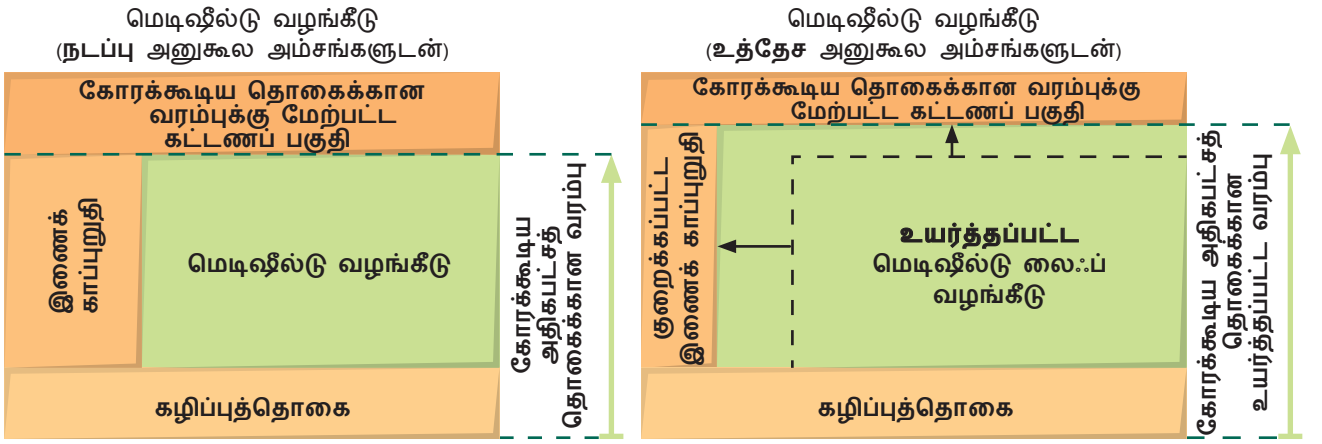 மெடிஷீல்டு வழங்கீடு
(நடப்பு அனுகூல அம்சங்களுடன்)
கோரக்கூடிய தொகைக்கான
வரம்புக்கு மேற்பட்ட
கட்டணப் பகுதி
இணைக்
காப்புறுதி
மெடிஷீல்டு வழங்கீடு
கோரக்கூடிய
அதிகபட்சத்
தொகைக்கான வரம்பு
கழிப்புத்தொகை
மெடிஷீல்டு வழங்கீடு
(உத்தேச அனுகூல அம்சங்களுடன்)
கோரக்கூடிய தொகைக்கான வரம்புக்கு
மேற்பட்ட கட்டணப் பகுதி
குறைக்கப்பட்ட
இணைக் காப்புறுதி
உயர்த்தப்பட்ட
மெடிஷீல்டு லைஃப்
வழங்கீடு
கோரக்கூடிய அதிகபட்சத்
தொகைக்கான
உயர்த்தப்பட்ட வரம்பு
கழிப்புத்தொகை